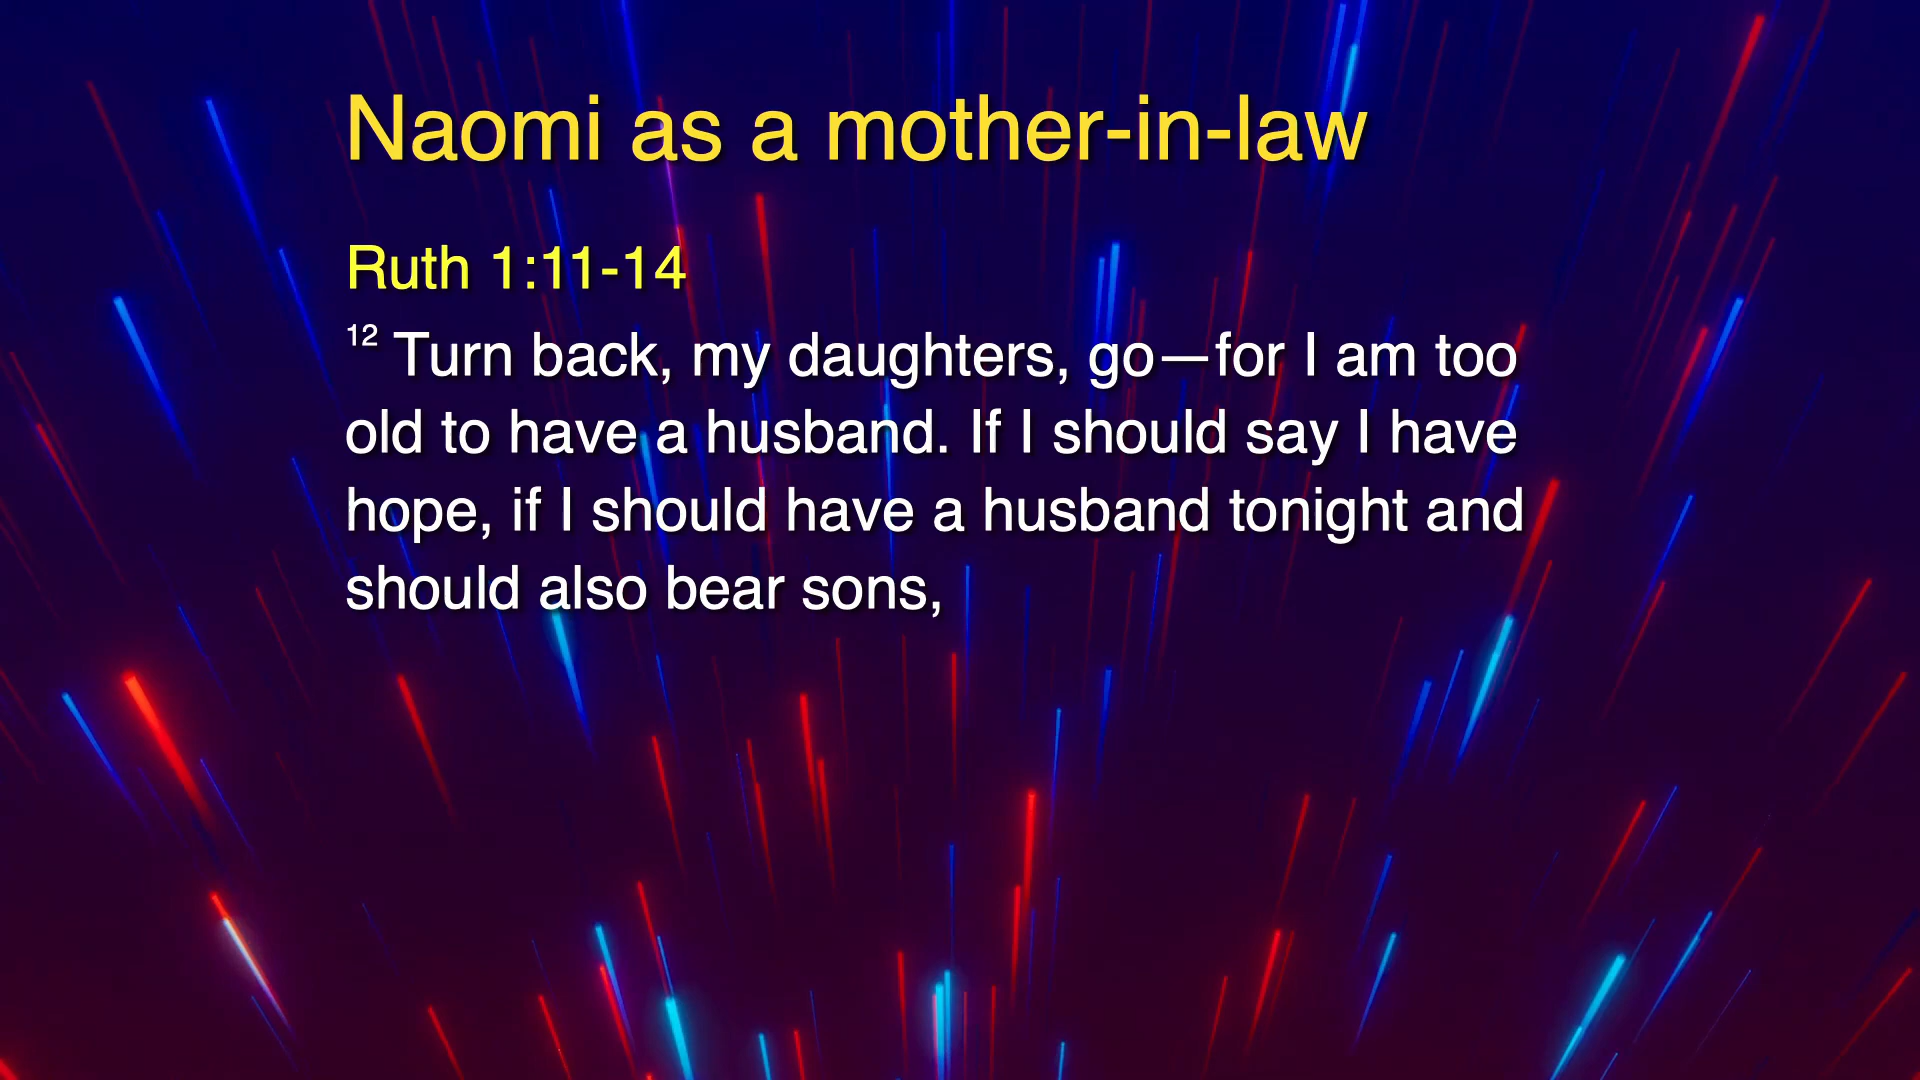 Naomi as a mother-in-law
Ruth 1:11-14
12 Turn back, my daughters, go—for I am too
old to have a husband. If I should say I have
hope, if I should have a husband tonight and
should also bear sons,